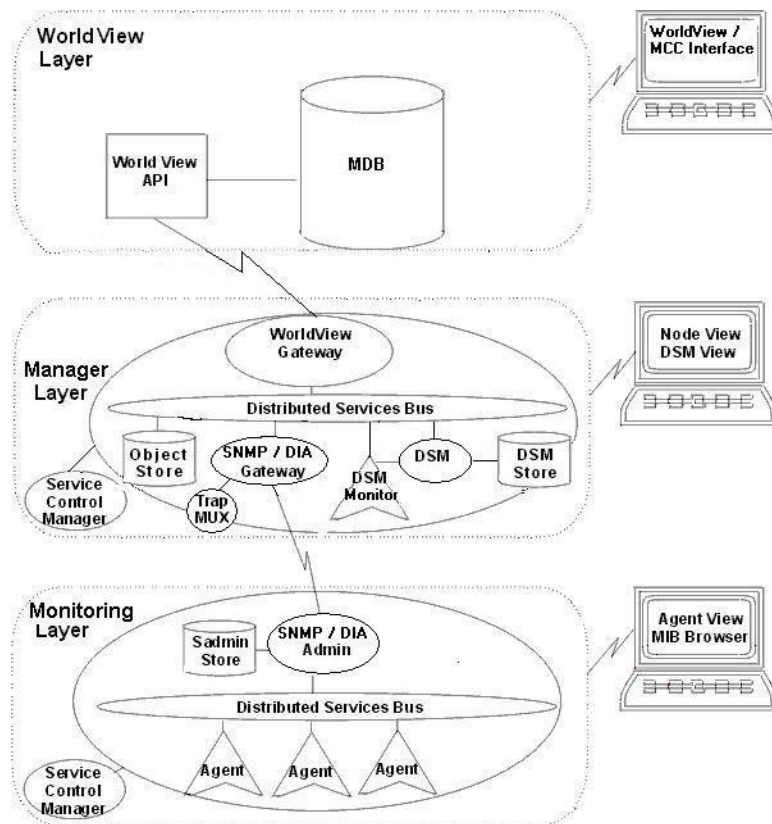 World View
Layer
WorldView /
MCC Interface
World View
API
MDB
WorldView
Gateway
Manager
Layer
Node View
DSM View
Distributed Services Bus
Object
Store
SNMP / DIA
Gateway
DSM
DSM
Store
DSM
Monitor
Trap
MUX
Service
Control
Manager
Monitoring
Layer
Sadmin
Store
SNMP / DIA
Admin
Agent View
MIB Browser
Distributed Services Bus
Agent
Agent
Agent
Service
Control
Manager